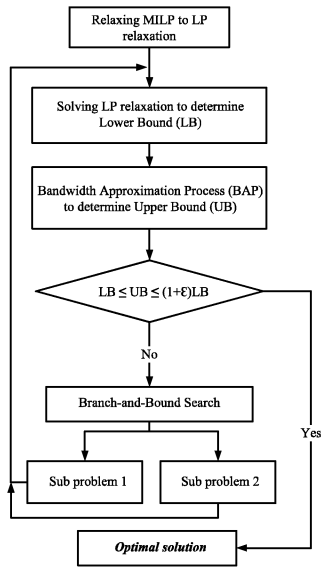 Relaxing MILP to LP
relaxation
Solving LP relaxation to determine
Lower Bound (LB)
Bandwidth Approximation Process (BAP)
to determine Upper Bound (UB)
LB ≤ UB ≤ (1+Ɛ)LB
No
Yes
Branch-and-Bound Search
Sub problem 1
Sub problem 2
Optimal solution